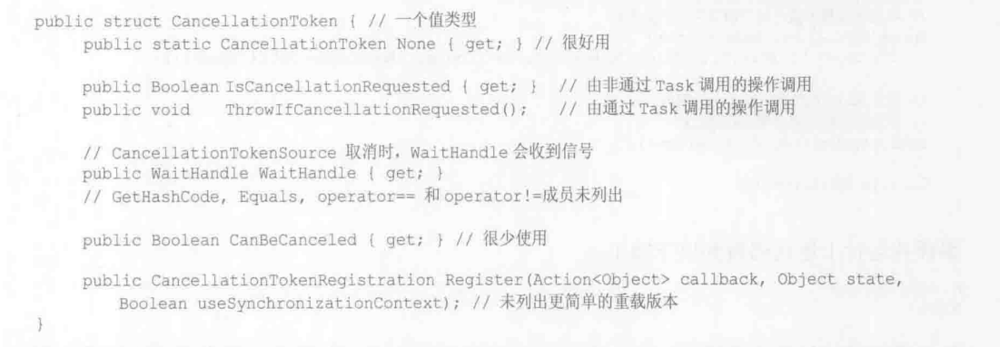 public struct CancellationToken { // 一个值类型
public static CancellationToken None { get; } // 很好用
public Boolean IsCancellationRequested { get; } // 由非通过 Task 调用的操作调用
public void ThrowIfCancellationRequested(); // 由通过 Task 调用的操作调用
// CancellationTokenSource 取消时，WaitHandle 会收到信号
public WaitHandle WaitHandle { get; }
// GetHashCode, Equals, operator== 和 operator!=成员未列出
public Boolean CanBeCanceled { get; } // 很少使用
public CancellationTokenRegistration Register(Action<Object> callback, Object state,
Boolean useSynchronizationContext); // 未列出更简单的重载版本
}